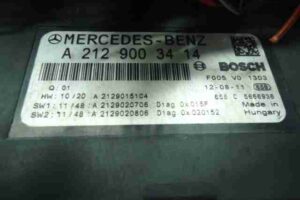 MERCEDES-BENZ
A 212 900 34 14
BOSCH
F005 V0 1303
Q:01
12-08-11
HW: 10/20 A 2129015104
SW1: 11/48 : A 2129020706 Diag 0x015F
Made in
SW2: 11/48 : A 2129020806 Diag 0x020152
Hungary